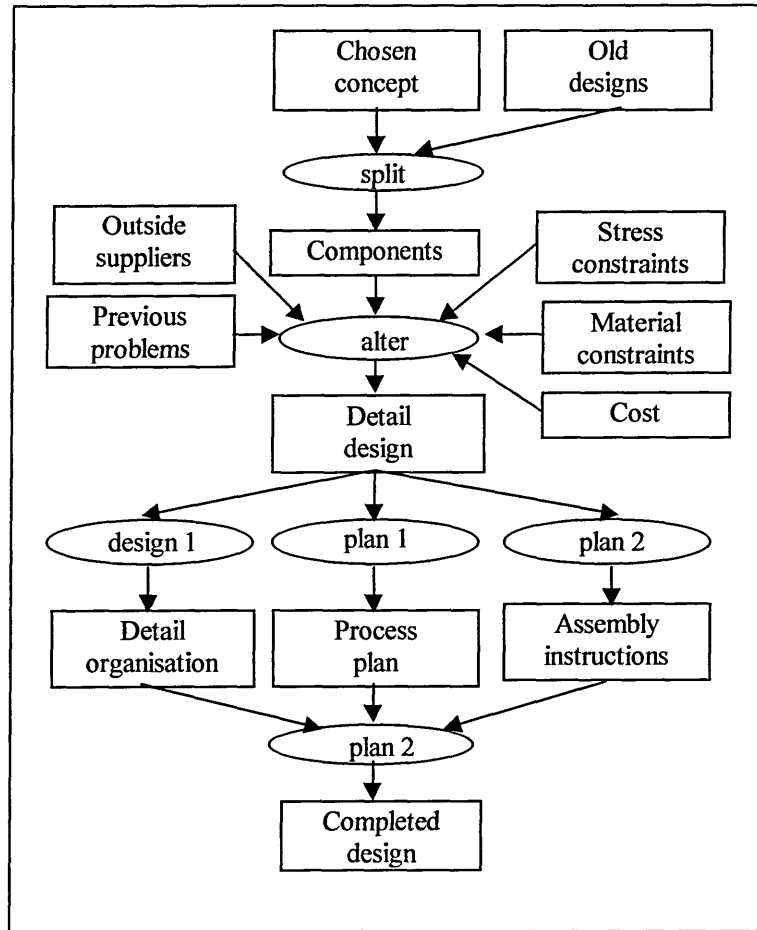 Chosen
concept
Old
designs
split
Outside
suppliers
Components
Stress
constraints
Previous
problems
alter
Material
constraints
Detail
design
Cost
design 1
plan 1
plan 2
Detail
organisation
Process
plan
Assembly
instructions
plan 2
Completed
design